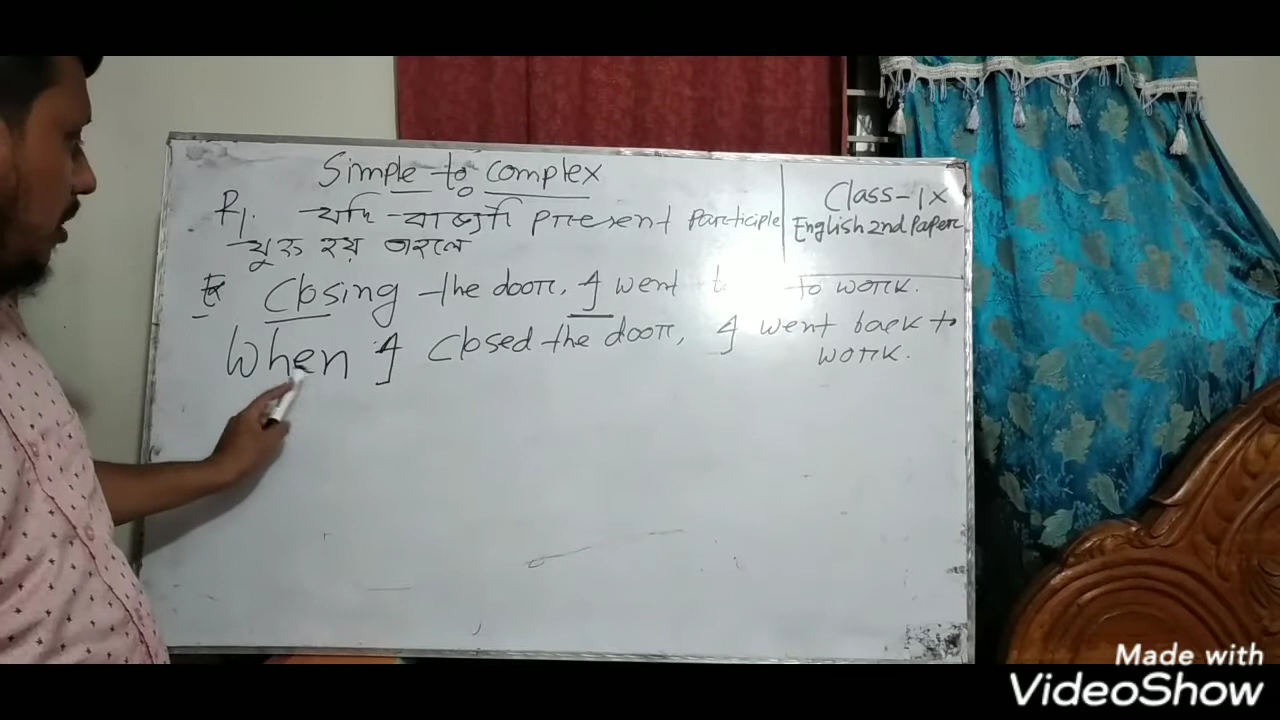 Simple to complex
R1. যদি বাক্যটি present participle
যুক্ত হয় তাহলে
Ex Closing the door, I went to work.
When I closed the door, I went back to
work.
Class-IX
English 2nd Paper
Made with
VideoShow